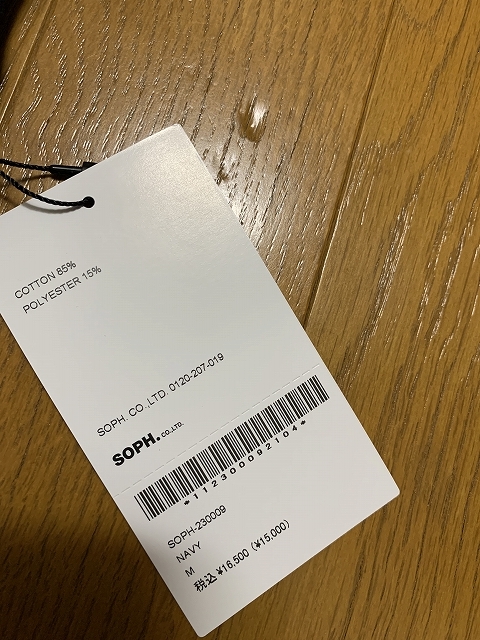 COTTON 85%
POLYESTER 15%
SOPH. CO.,LTD. 0120-207-019
SOPH. CO.,LTD.
*112300092104*
SOPH-230009
NAVY
M
税込 ¥16,500 (¥15,000)